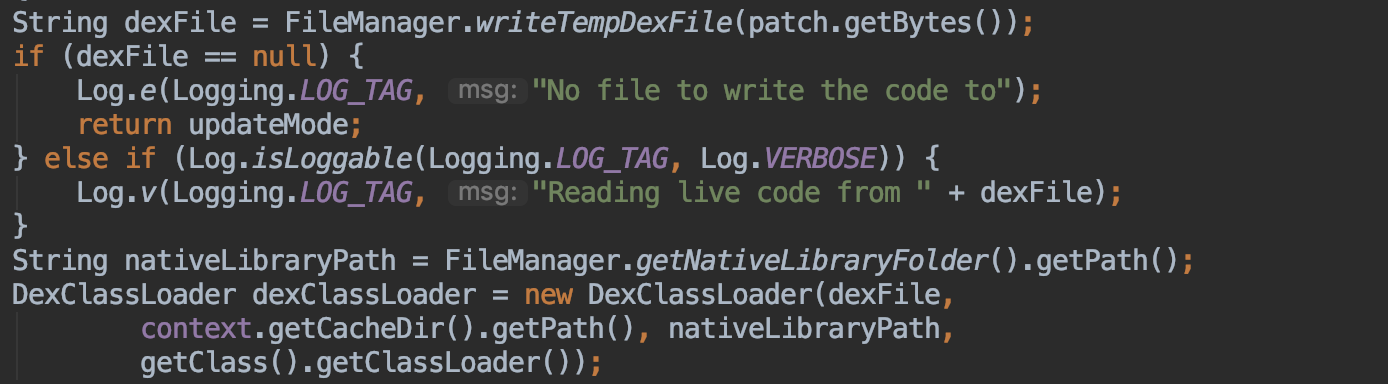 String dexFile = FileManager.writeTempDexFile(patch.getBytes());
if (dexFile == null) {
    Log.e(Logging.LOG_TAG, msg: "No file to write the code to");
    return updateMode;
} else if (Log.isLoggable(Logging.LOG_TAG, Log.VERBOSE)) {
    Log.v(Logging.LOG_TAG, msg: "Reading live code from " + dexFile);
}
String nativeLibraryPath = FileManager.getNativeLibraryFolder().getPath();
DexClassLoader dexClassLoader = new DexClassLoader(dexFile,
        context.getCacheDir().getPath(), nativeLibraryPath,
        getClass().getClassLoader());